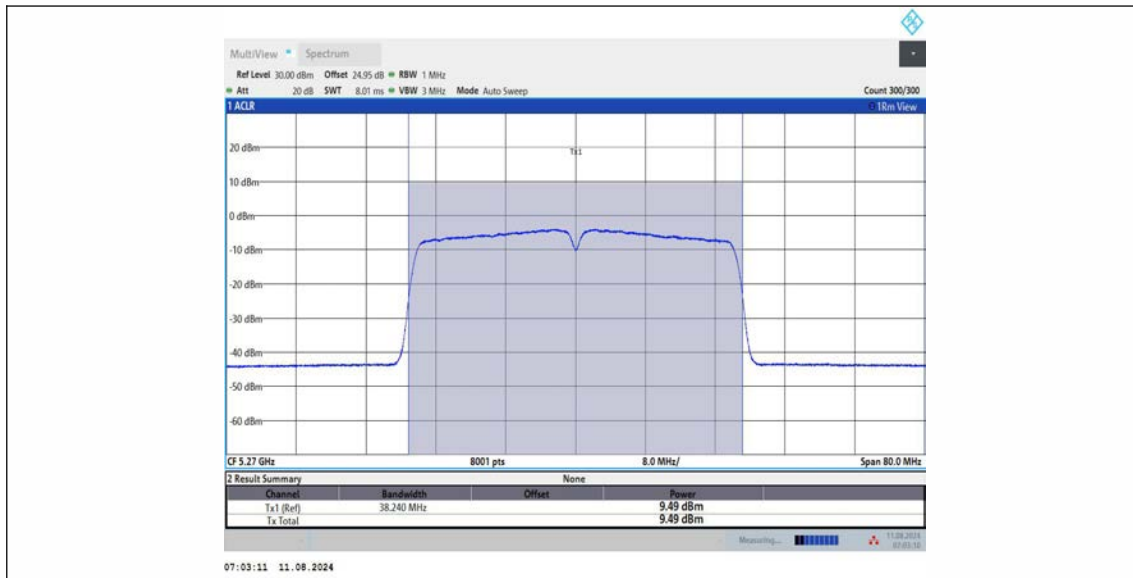 MultiView Spectrum
Ref Level 30.00 dBm Offset 24.95 dB RBW 1 MHz
Att 20 dB SWT 8.01 ms VBW 3 MHz Mode Auto Sweep Count 300/300
1 ACLR 1Rm View
Tx1
20 dBm
10 dBm
0 dBm
-10 dBm
-20 dBm
-30 dBm
-40 dBm
-50 dBm
-60 dBm
CF 5.27 GHz 8001 pts 8.0 MHz/ Span 80.0 MHz
2 Result Summary None
Channel Bandwidth Offset Power
Tx1 (Ref) 38.240 MHz 9.49 dBm
Tx Total 9.49 dBm
Measuring... 11.08.2024
07:03:11 11.08.2024